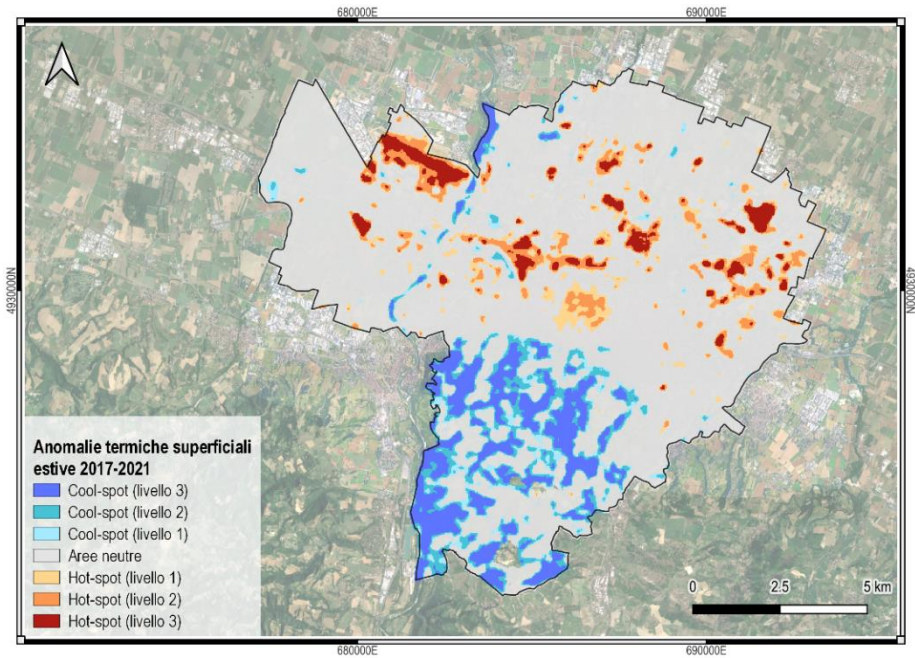 680000E
690000E
4930000N
4930000N
Anomalie termiche superficiali
estive 2017-2021
Cool-spot (livello 3)
Cool-spot (livello 2)
Cool-spot (livello 1)
Aree neutre
Hot-spot (livello 1)
Hot-spot (livello 2)
Hot-spot (livello 3)
0
2.5
5 km
680000E
690000E